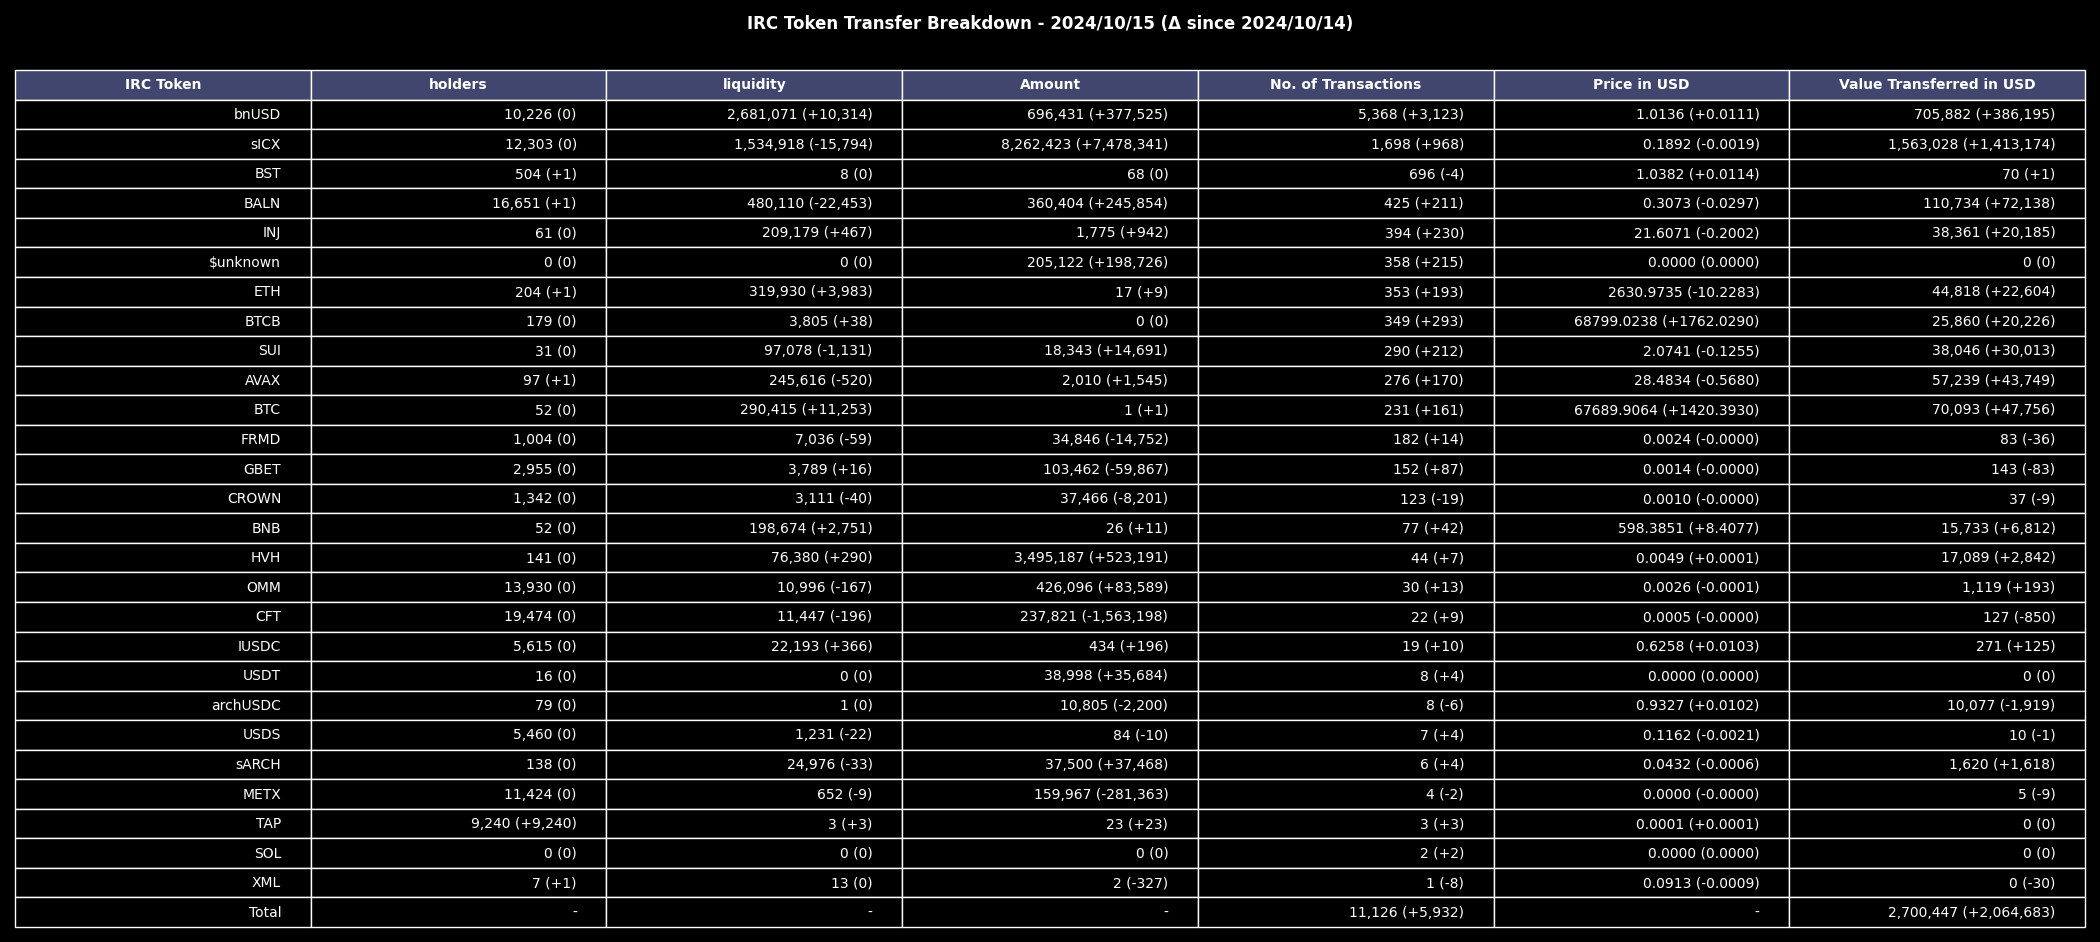 IRC Token Transfer Breakdown - 2024/10/15 (Δ since 2024/10/14)
IRC Token holders liquidity Amount No. of Transactions Price in USD Value Transferred in USD
bnUSD 10,226 (0) 2,681,071 (+10,314) 696,431 (+377,525) 5,368 (+3,123) 1.0136 (+0.0111) 705,882 (+386,195)
sICX 12,303 (0) 1,534,918 (-15,794) 8,262,423 (+7,478,341) 1,698 (+968) 0.1892 (-0.0019) 1,563,028 (+1,413,174)
BST 504 (+1) 8 (0) 68 (0) 696 (-4) 1.0382 (+0.0114) 70 (+1)
BALN 16,651 (+1) 480,110 (-22,453) 360,404 (+245,854) 425 (+211) 0.3073 (-0.0297) 110,734 (+72,138)
INJ 61 (0) 209,179 (+467) 1,775 (+942) 394 (+230) 21.6071 (-0.2002) 38,361 (+20,185)
$unknown 0 (0) 0 (0) 205,122 (+198,726) 358 (+215) 0.0000 (0.0000) 0 (0)
ETH 204 (+1) 319,930 (+3,983) 17 (+9) 353 (+193) 2630.9735 (-10.2283) 44,818 (+22,604)
BTCB 179 (0) 3,805 (+38) 0 (0) 349 (+293) 68799.0238 (+1762.0290) 25,860 (+20,226)
SUI 31 (0) 97,078 (-1,131) 18,343 (+14,691) 290 (+212) 2.0741 (-0.1255) 38,046 (+30,013)
AVAX 97 (+1) 245,616 (-520) 2,010 (+1,545) 276 (+170) 28.4834 (-0.5680) 57,239 (+43,749)
BTC 52 (0) 290,415 (+11,253) 1 (+1) 231 (+161) 67689.9064 (+1420.3930) 70,093 (+47,756)
FRMD 1,004 (0) 7,036 (-59) 34,846 (-14,752) 182 (+14) 0.0024 (-0.0000) 83 (-36)
GBET 2,955 (0) 3,789 (+16) 103,462 (-59,867) 152 (+87) 0.0014 (-0.0000) 143 (-83)
CROWN 1,342 (0) 3,111 (-40) 37,466 (-8,201) 123 (-19) 0.0010 (-0.0000) 37 (-9)
BNB 52 (0) 198,674 (+2,751) 26 (+11) 77 (+42) 598.3851 (+8.4077) 15,733 (+6,812)
HVH 141 (0) 76,380 (+290) 3,495,187 (+523,191) 44 (+7) 0.0049 (+0.0001) 17,089 (+2,842)
OMM 13,930 (0) 10,996 (-167) 426,096 (+83,589) 30 (+13) 0.0026 (-0.0001) 1,119 (+193)
CFT 19,474 (0) 11,447 (-196) 237,821 (-1,563,198) 22 (+9) 0.0005 (-0.0000) 127 (-850)
IUSDC 5,615 (0) 22,193 (+366) 434 (+196) 19 (+10) 0.6258 (+0.0103) 271 (+125)
USDT 16 (0) 0 (0) 38,998 (+35,684) 8 (+4) 0.0000 (0.0000) 0 (0)
archUSDC 79 (0) 1 (0) 10,805 (-2,200) 8 (-6) 0.9327 (+0.0102) 10,077 (-1,919)
USDS 5,460 (0) 1,231 (-22) 84 (-10) 7 (+4) 0.1162 (-0.0021) 10 (-1)
sARCH 138 (0) 24,976 (-33) 37,500 (+37,468) 6 (+4) 0.0432 (-0.0006) 1,620 (+1,618)
METX 11,424 (0) 652 (-9) 159,967 (-281,363) 4 (-2) 0.0000 (-0.0000) 5 (-9)
TAP 9,240 (+9,240) 3 (+3) 23 (+23) 3 (+3) 0.0001 (+0.0001) 0 (0)
SOL 0 (0) 0 (0) 0 (0) 2 (+2) 0.0000 (0.0000) 0 (0)
XML 7 (+1) 13 (0) 2 (-327) 1 (-8) 0.0913 (-0.0009) 0 (-30)
Total - - - 11,126 (+5,932) - 2,700,447 (+2,064,683)